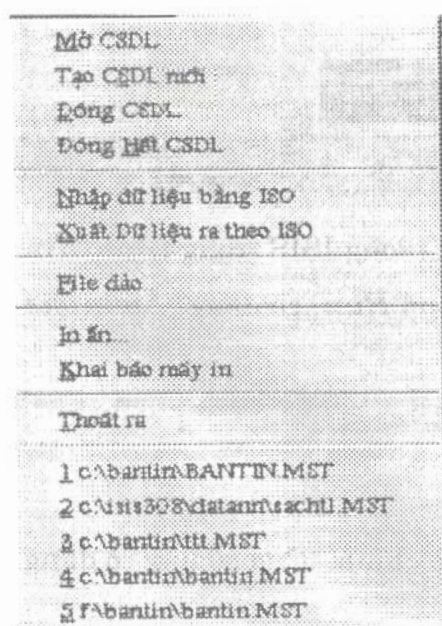 Mở CSDL
Tạo CSDL mới
Đóng CSDL
Đóng Hết CSDL
Nhập dữ liệu bằng ISO
Xuất Dữ liệu ra theo ISO
File đảo
In ấn...
Khai báo máy in
Thoát ra
1 c:\bantin\BANTIN.MST
2 c:\isis308\datann\sachtl.MST
3 c:\bantin\ttt.MST
4 c:\bantin\bantin.MST
5 f:\bantin\bantin.MST